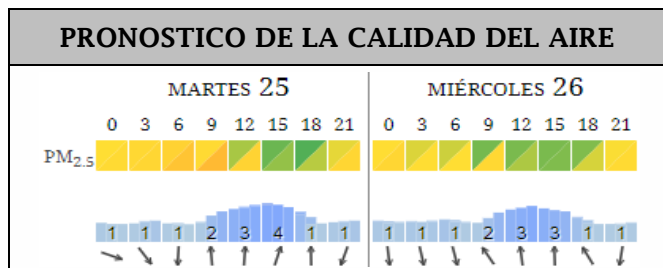 PRONOSTICO DE LA CALIDAD DEL AIRE
MARTES 25 MIÉRCOLES 26
0 3 6 9 12 15 18 21 0 3 6 9 12 15 18 21
PM2.5
1 1 1 2 3 4 1 1 1 1 1 2 3 3 1 1